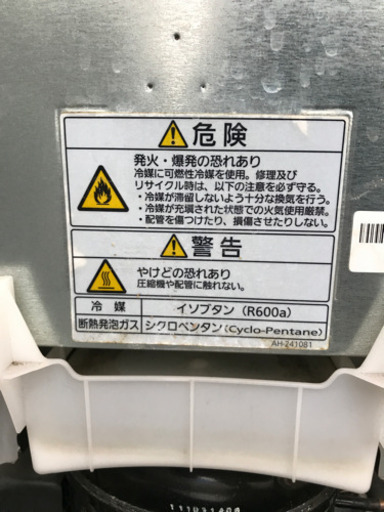 危険
発火・爆発の恐れあり
冷媒に可燃性冷媒を使用。修理及び
リサイクル時は、以下の注意を必ず守る。
・冷媒が滞留しないよう十分な換気を行う。
・冷媒が充填された状態での火気使用厳禁。
・配管を傷つけたり、損傷させたりしない。
警告
やけどの恐れあり
圧縮機や配管に触れない。
冷媒 イソブタン（R600a）
断熱発泡ガス シクロペンタン(Cyclo-Pentane)
AH-241081